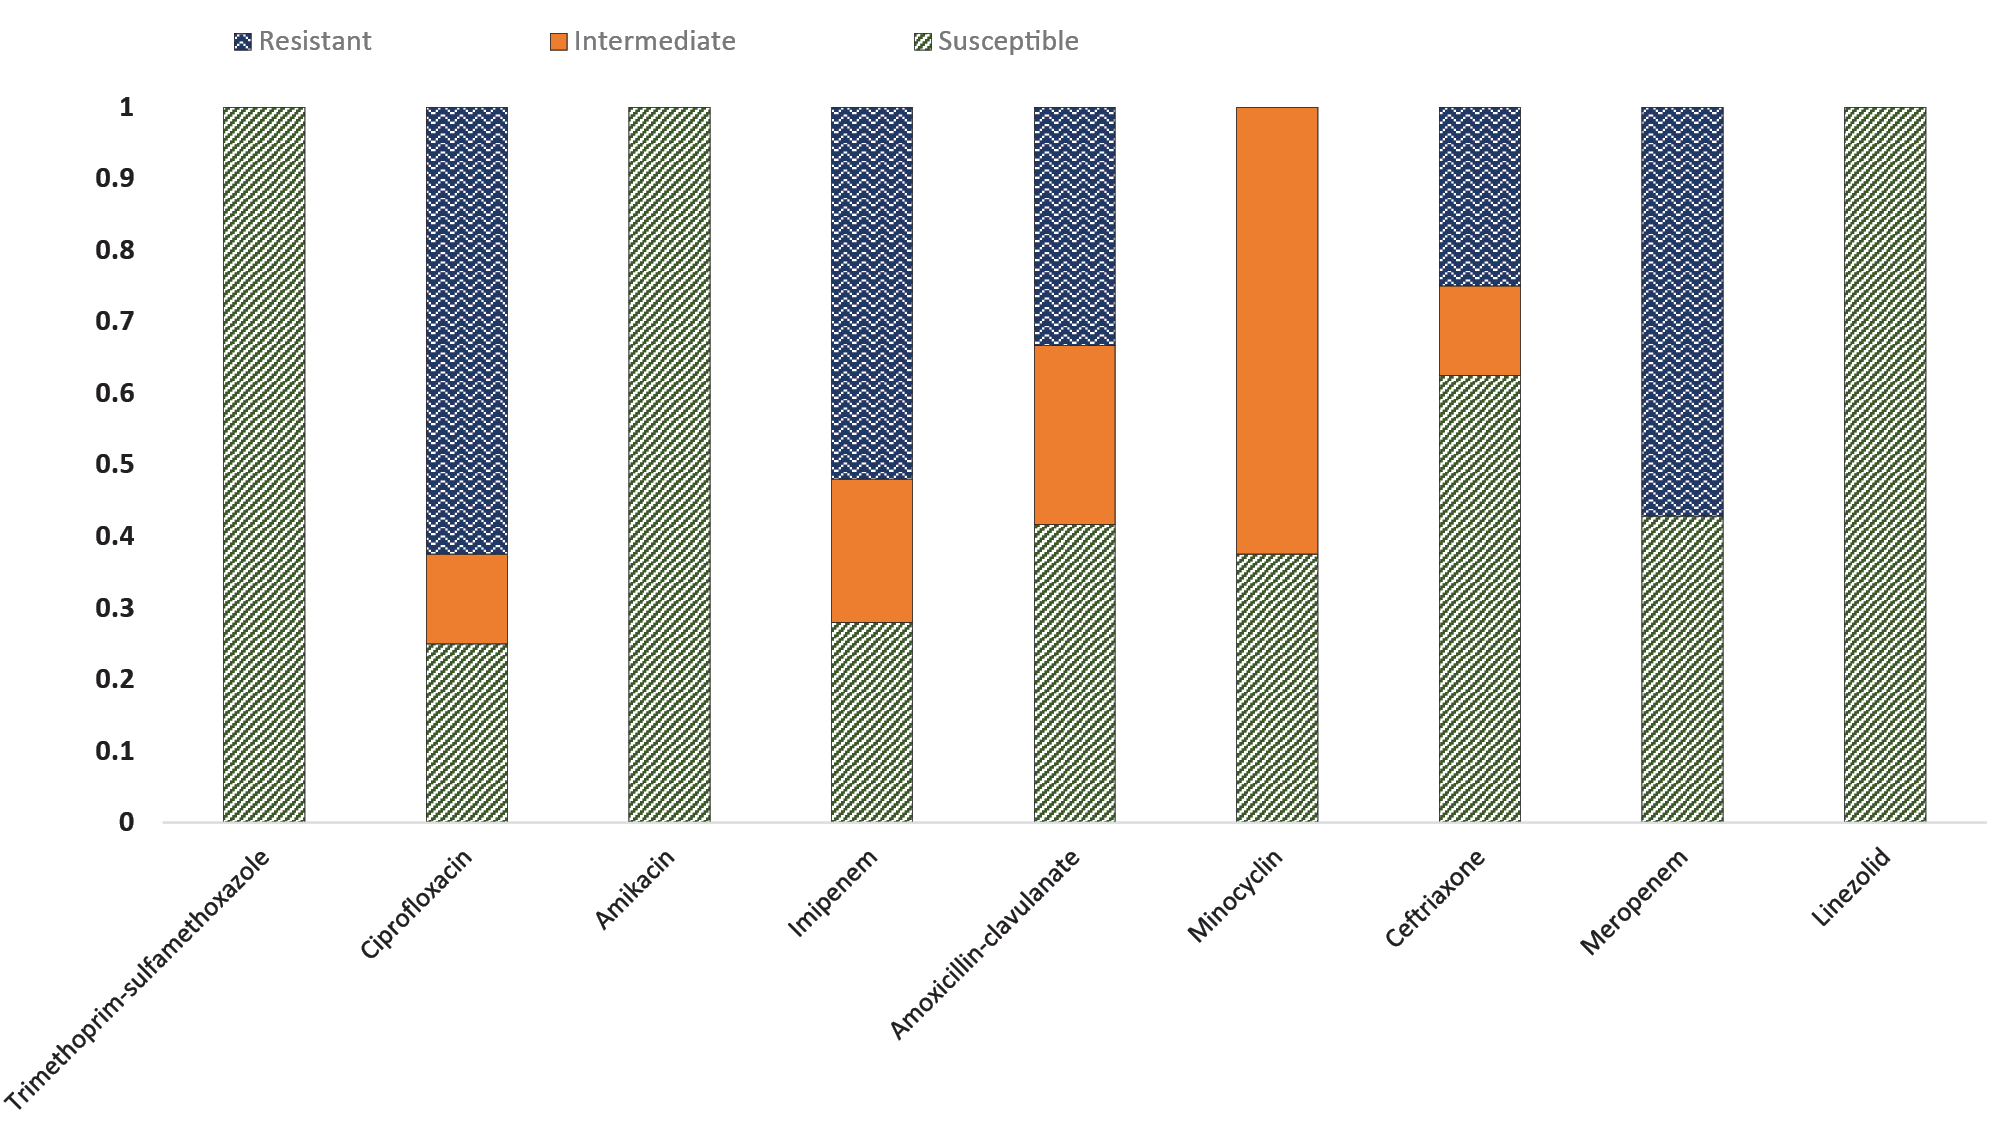 Resistant Intermediate Susceptible
1
0.9
0.8
0.7
0.6
0.5
0.4
0.3
0.2
0.1
0
Trimethoprim-sulfamethoxazole
Ciprofloxacin
Amikacin
Imipenem
Amoxicillin-clavulanate
Minocyclin
Ceftriaxone
Meropenem
Linezolid